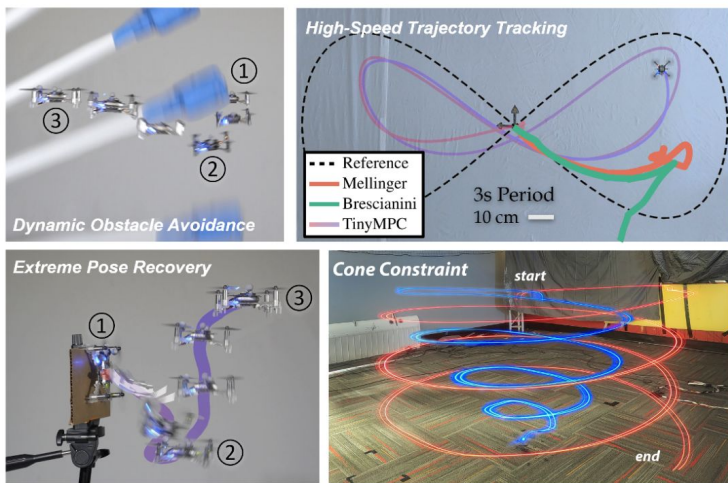 ①
③
②
Dynamic Obstacle Avoidance
High-Speed Trajectory Tracking
Reference
Mellinger
Brescianini
TinyMPC
3s Period
10 cm
Extreme Pose Recovery
①
③
②
Cone Constraint
start
end